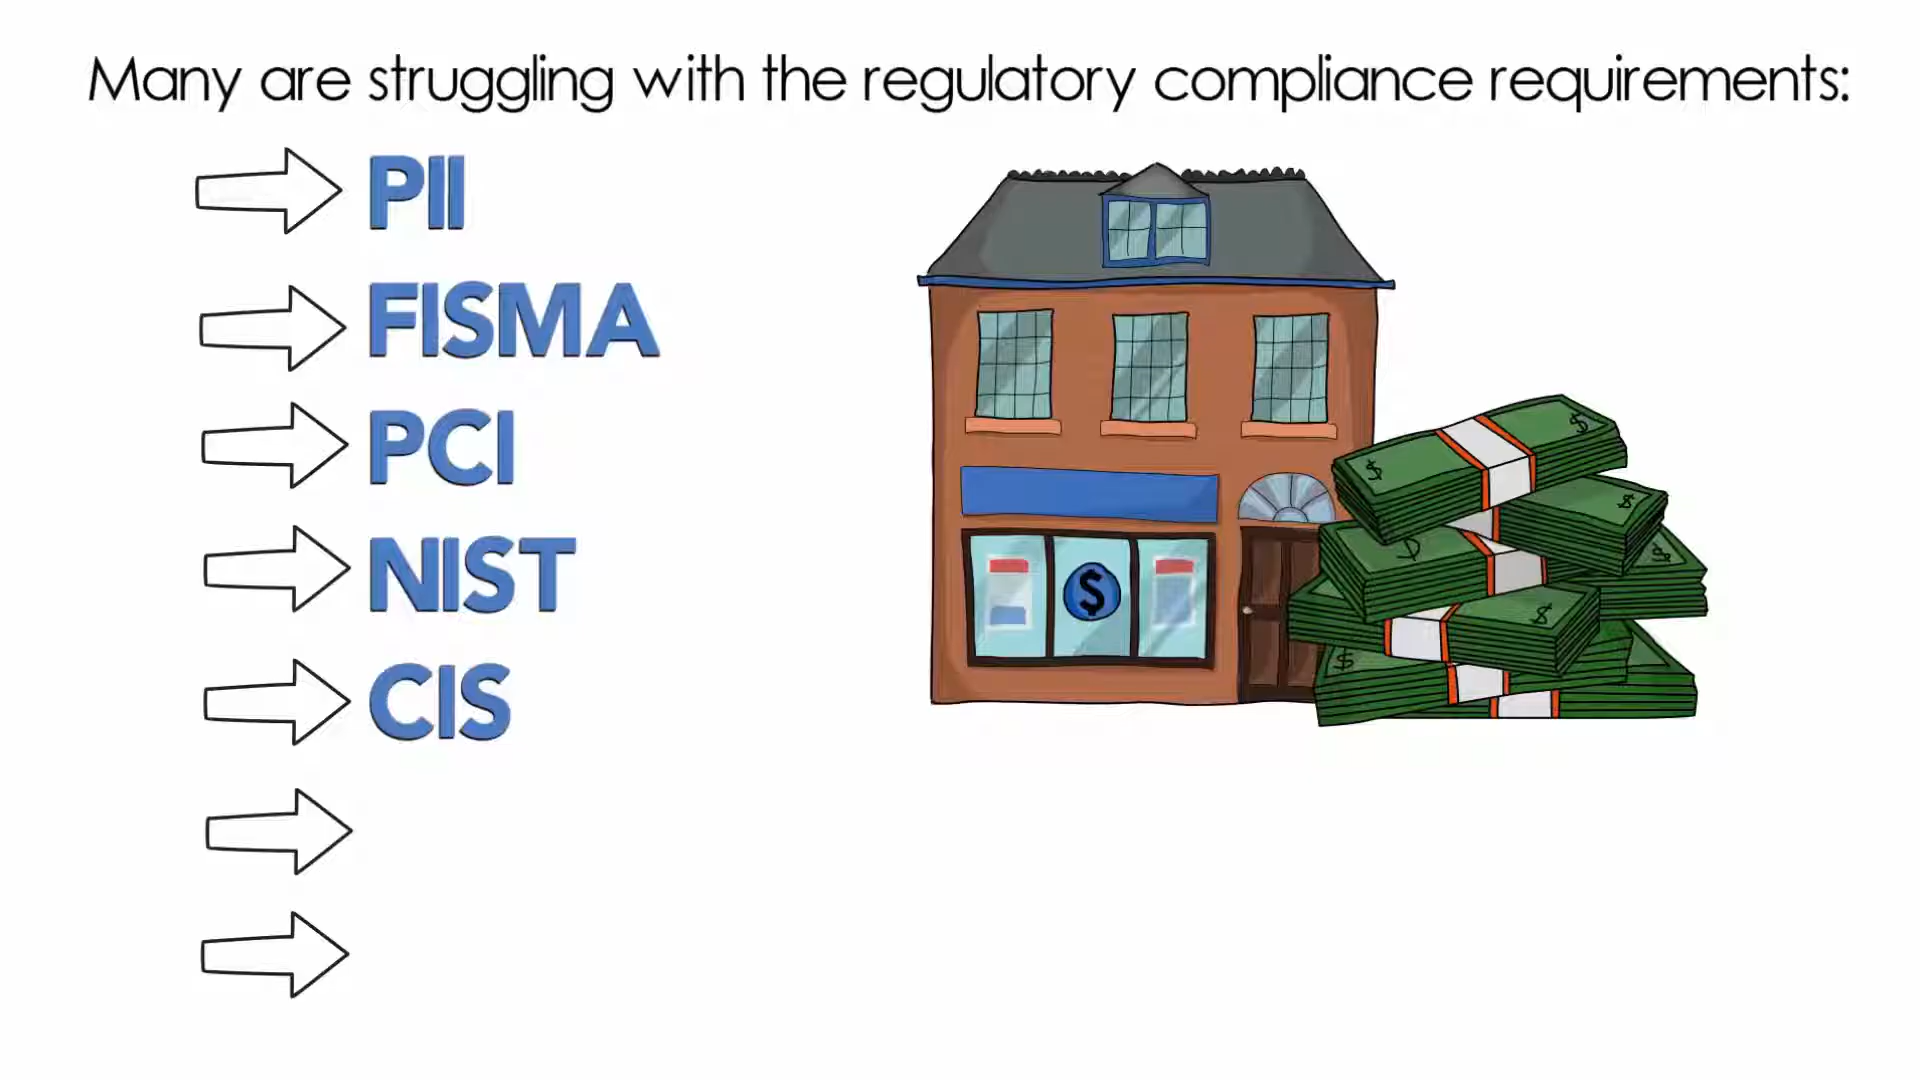 Many are struggling with the regulatory compliance requirements:
PII
FISMA
PCI
NIST
CIS
$
$
$
$
$
$
$